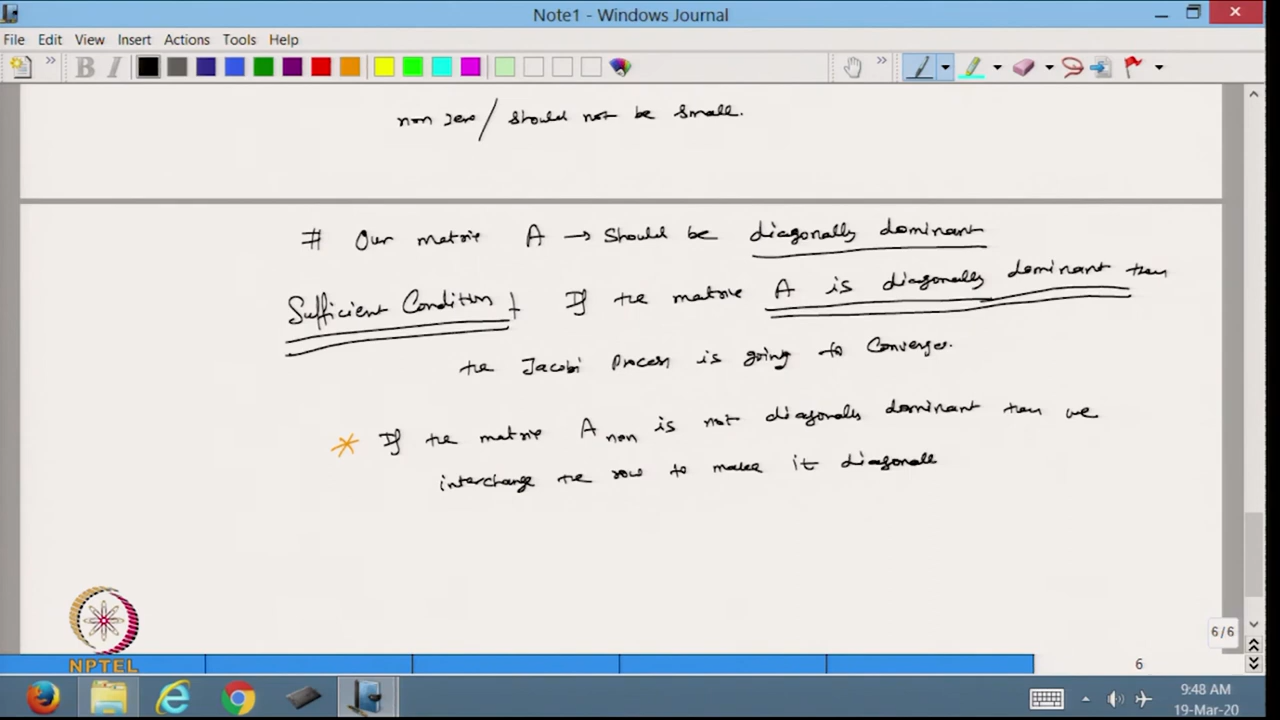 Note1 - Windows Journal
File Edit View Insert Actions Tools Help
non zero/ should not be small.
# Our matrix A → Should be diagonally dominant
Sufficient Condition If the matrix A is diagonally dominant then
the Jacobi Process is going to Converge.
* If the matrix A nxn is not diagonally dominant then we
interchange the row to make it diagonall
6/6
NPTEL
6
9:48 AM
19-Mar-20